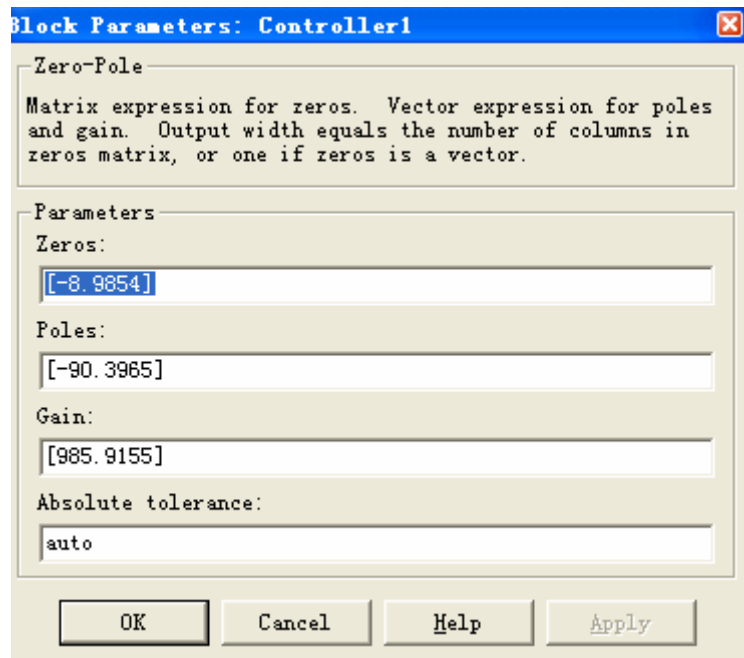 Block Parameters: Controller1
Zero-Pole
Matrix expression for zeros. Vector expression for poles
and gain. Output width equals the number of columns in
zeros matrix, or one if zeros is a vector.
Parameters
Zeros:
[-8.9854]
Poles:
[-90.3965]
Gain:
[985.9155]
Absolute tolerance:
auto
OK Cancel Help Apply